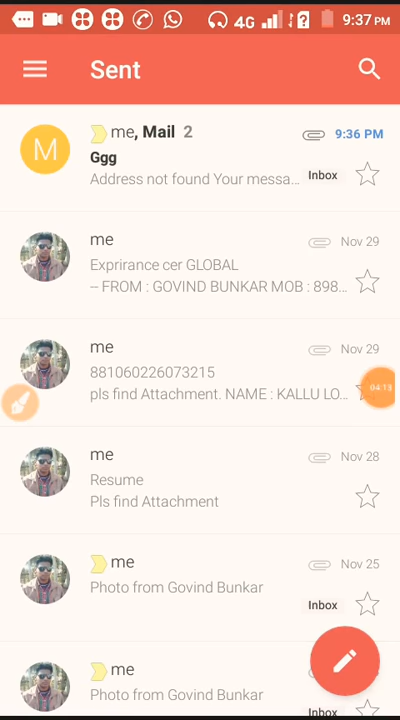 4G 9:37 PM
Sent
M
me, Mail 2 9:36 PM
Ggg
Address not found Your messa... Inbox
me Nov 29
Exprirance cer GLOBAL
-- FROM : GOVIND BUNKAR MOB : 898...
me Nov 29
881060226073215
04:13
pls find Attachment. NAME : KALLU LO...
me Nov 28
Resume
Pls find Attachment
me Nov 25
Photo from Govind Bunkar
Inbox
me
Photo from Govind Bunkar
Inbox